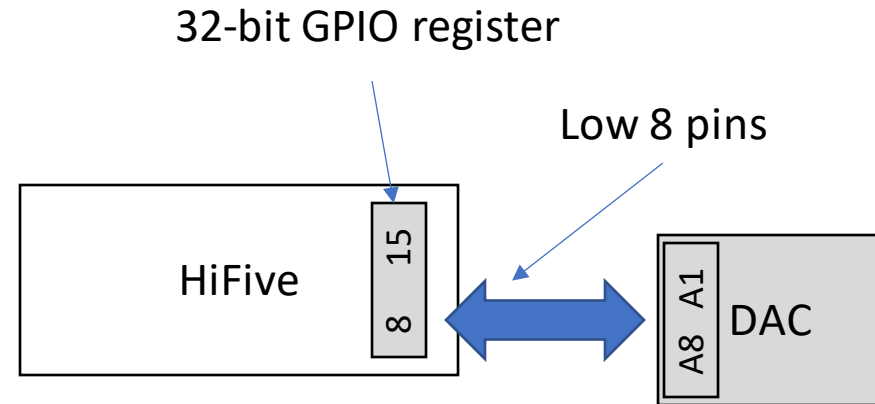 32-bit GPIO register
Low 8 pins
HiFive
8 15
A8 A1
DAC